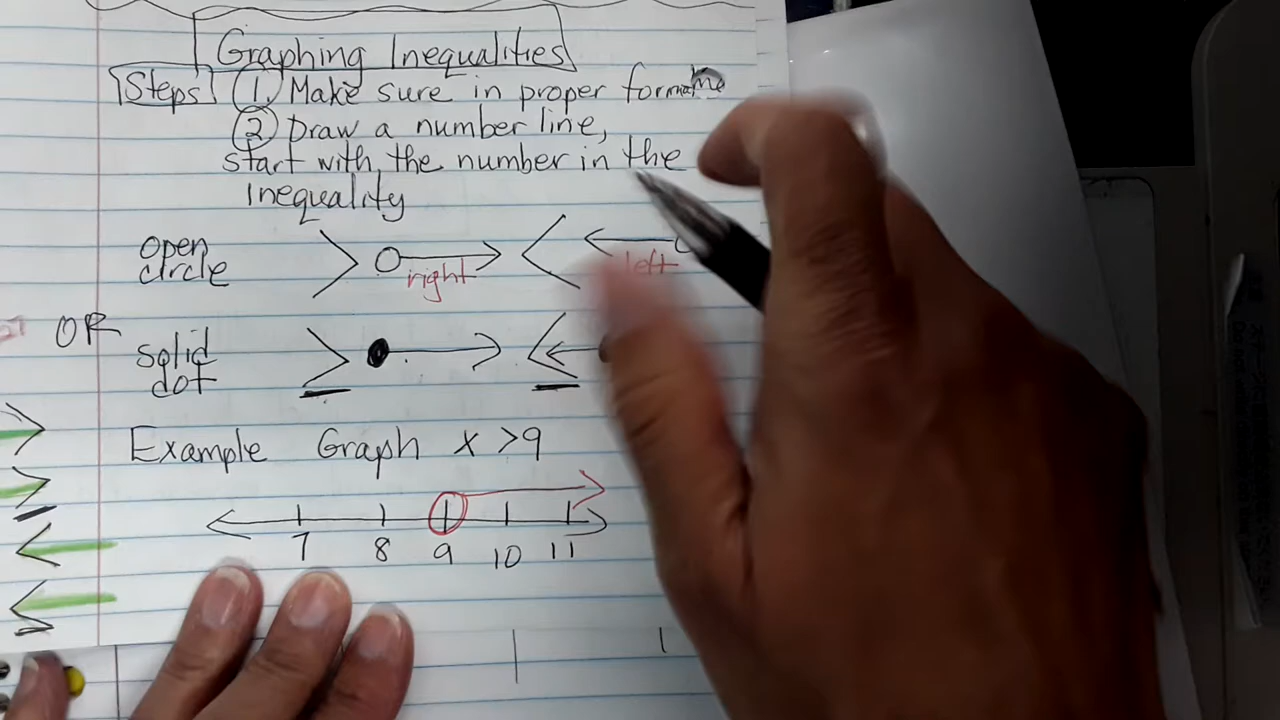 Graphing Inequalities
Steps 1. Make sure in proper format
2 Draw a number line,
start with the number in the
inequality
open circle > right < left
OR
solid dot ≥ ≤
Example Graph x > 9
7 8 9 10 11